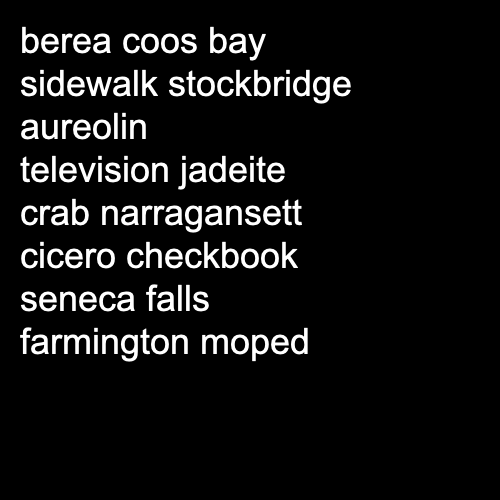 berea coos bay
sidewalk stockbridge
aureolin
television jadeite
crab narragansett
cicero checkbook
seneca falls
farmington moped